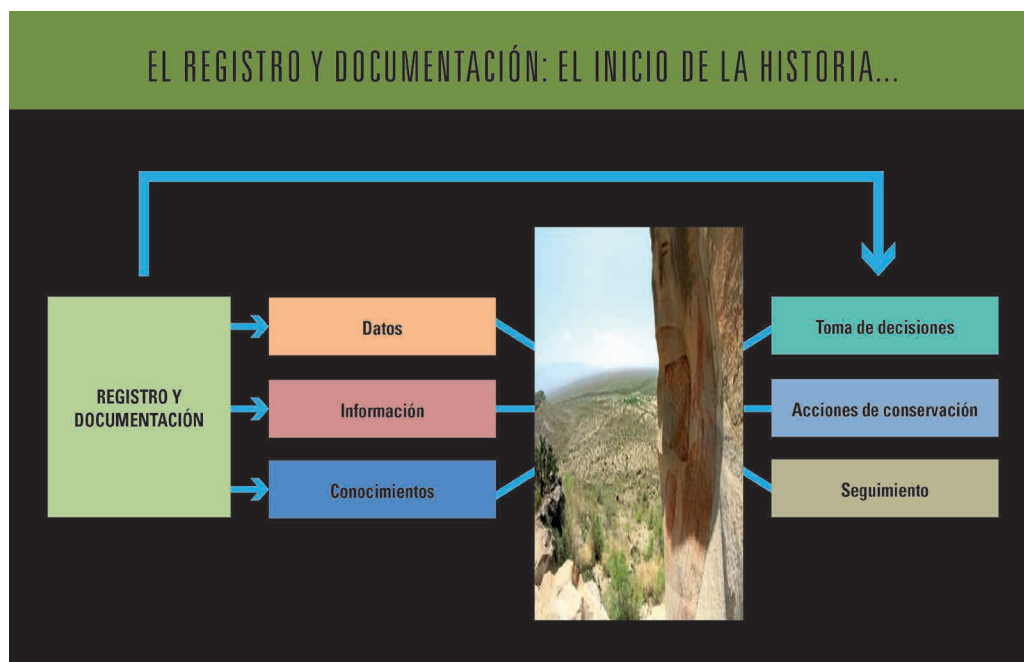 EL REGISTRO Y DOCUMENTACIÓN: EL INICIO DE LA HISTORIA...
REGISTRO Y
DOCUMENTACIÓN
Datos
Información
Conocimientos
Toma de decisiones
Acciones de conservación
Seguimiento